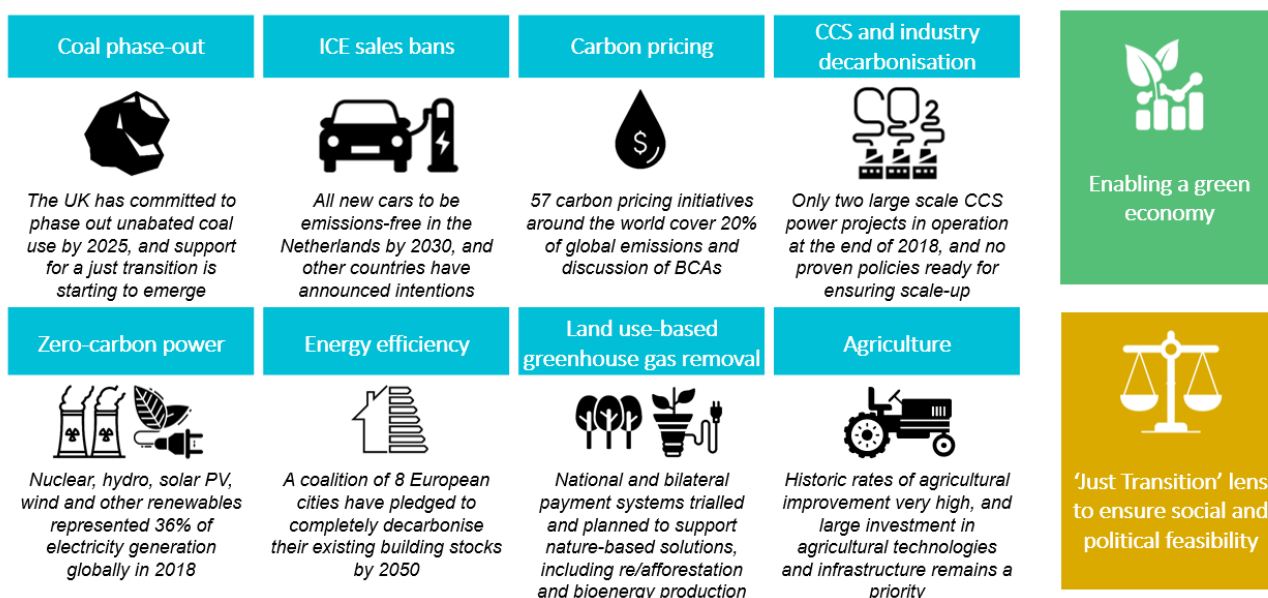 Coal phase-out
The UK has committed to
phase out unabated coal
use by 2025, and support
for a just transition is
starting to emerge
ICE sales bans
All new cars to be
emissions-free in the
Netherlands by 2030, and
other countries have
announced intentions
Carbon pricing
$
57 carbon pricing initiatives
around the world cover 20%
of global emissions and
discussion of BCAs
CCS and industry
decarbonisation
CO2
Only two large scale CCS
power projects in operation
at the end of 2018, and no
proven policies ready for
ensuring scale-up
Zero-carbon power
Nuclear, hydro, solar PV,
wind and other renewables
represented 36% of
electricity generation
globally in 2018
Energy efficiency
A coalition of 8 European
cities have pledged to
completely decarbonise
their existing building stocks
by 2050
Land use-based
greenhouse gas removal
National and bilateral
payment systems trialled
and planned to support
nature-based solutions,
including re/afforestation
and bioenergy production
Agriculture
Historic rates of agricultural
improvement very high, and
large investment in
agricultural technologies
and infrastructure remains a
priority
Enabling a green
economy
‘Just Transition’ lens
to ensure social and
political feasibility